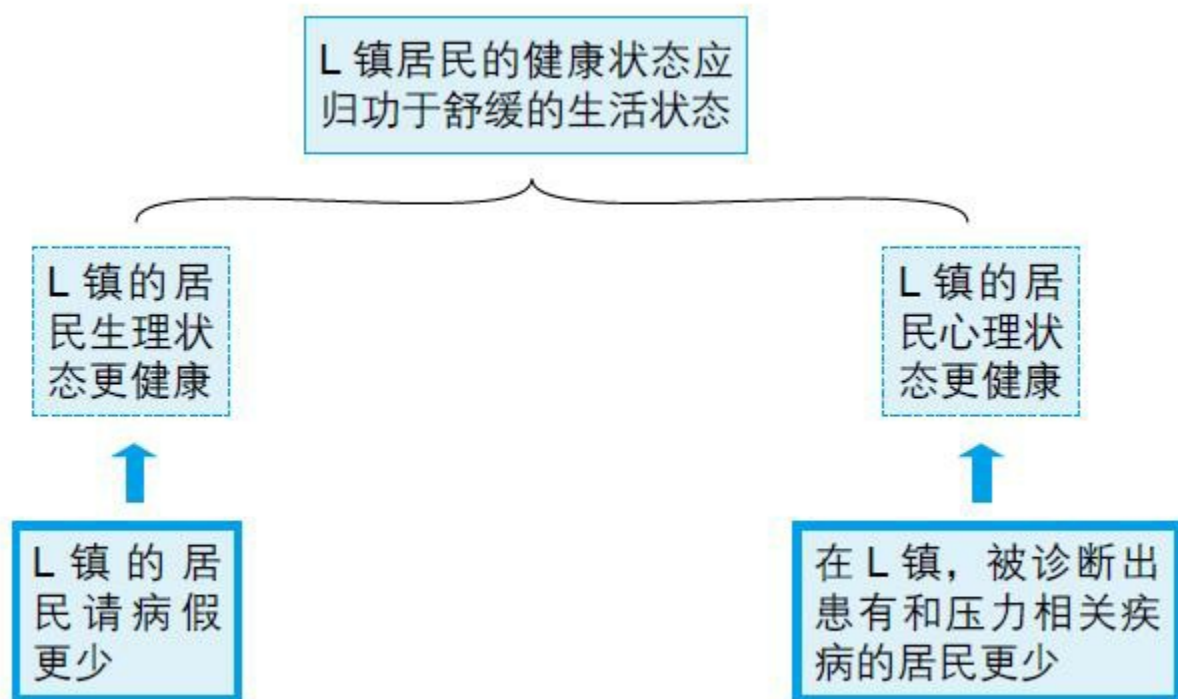 L 镇居民的健康状态应
归功于舒缓的生活状态
L 镇的居
民生理状
态更健康
L 镇的居
民心理状
态更健康
L 镇的居
民请病假
更少
在 L 镇，被诊断出
患有和压力相关疾
病的居民更少